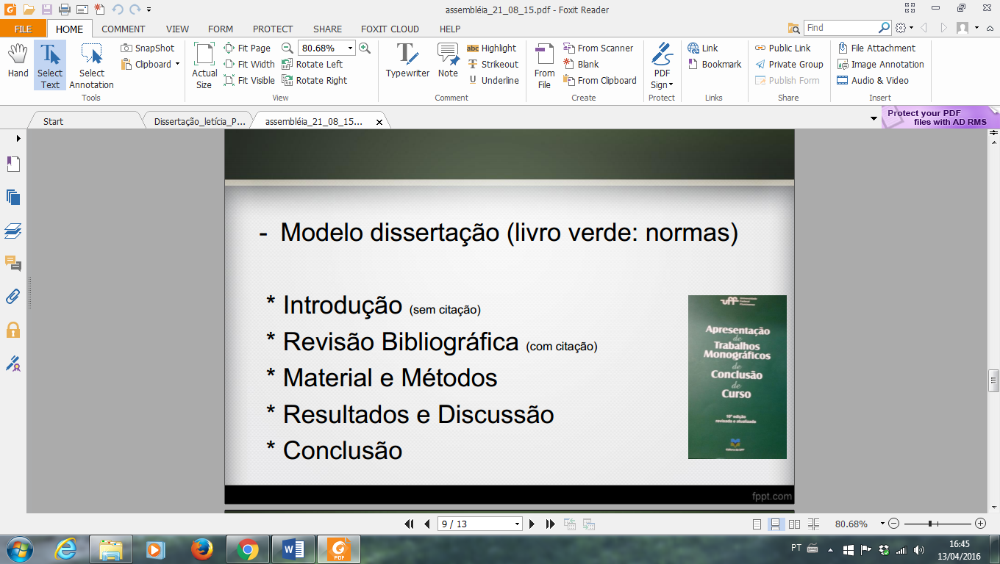 assembléia_21_08_15.pdf - Foxit Reader
FILE HOME COMMENT VIEW FORM PROTECT SHARE FOXIT CLOUD HELP Find
Hand
Select
Text
Select
Annotation
SnapShot
Clipboard
Tools
Actual
Size
Fit Page
Fit Width
Fit Visible
80.68%
Rotate Left
Rotate Right
View
Typewriter
Note
abc Highlight
Strikeout
U Underline
Comment
From
File
From Scanner
Blank
From Clipboard
Create
PDF
Sign
Protect
Link
Bookmark
Links
Public Link
Private Group
Publish Form
Share
File Attachment
Image Annotation
Audio & Video
Insert
Start
Dissertação_letícia_P...
assembléia_21_08_15...
Protect your PDF
files with AD RMS
- Modelo dissertação (livro verde: normas)
* Introdução (sem citação)
* Revisão Bibliográfica (com citação)
* Material e Métodos
* Resultados e Discussão
* Conclusão
uff
Apresentação
de
Trabalhos
Monográficos
de
Conclusão
de
Curso
10ª edição
revisada e atualizada
fppt.com
9 / 13
80.68%
PDF
PT
16:45
13/04/2016